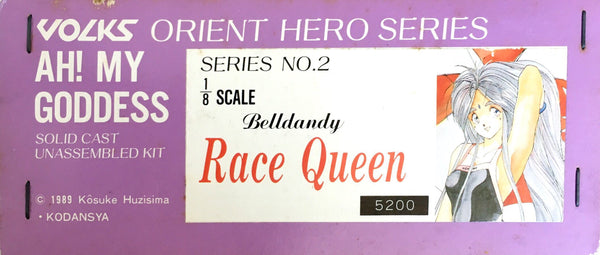 VOLKS ORIENT HERO SERIES
AH! MY
GODDESS
SOLID CAST
UNASSEMBLED KIT
© 1989 Kôsuke Huzisima
・KODANSYA
SERIES NO.2
1/8 SCALE
Belldandy
Race Queen
5200